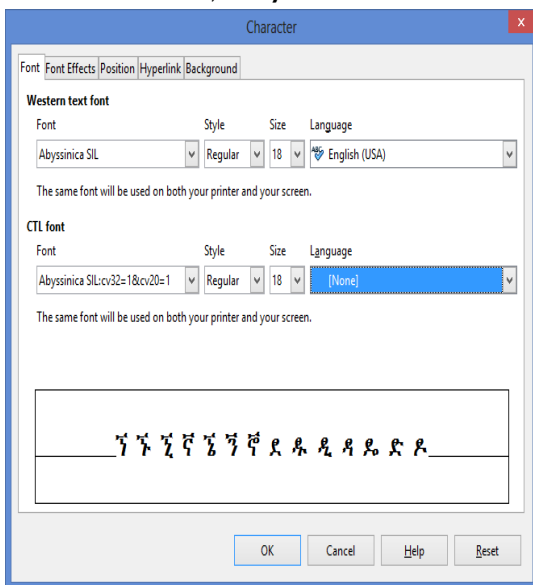 Character
x
Font Font Effects Position Hyperlink Background
Western text font
Font Style Size Language
Abyssinica SIL Regular 18 English (USA)
The same font will be used on both your printer and your screen.
CTL font
Font Style Size Language
Abyssinica SIL:cv32=1&cv20=1 Regular 18 [None]
The same font will be used on both your printer and your screen.
ኘ ኙ ኚ ኛ ኜ ኝ ኞ ዸ ዹ ዺ ዻ ዼ ዽ ዾ
OK Cancel Help Reset